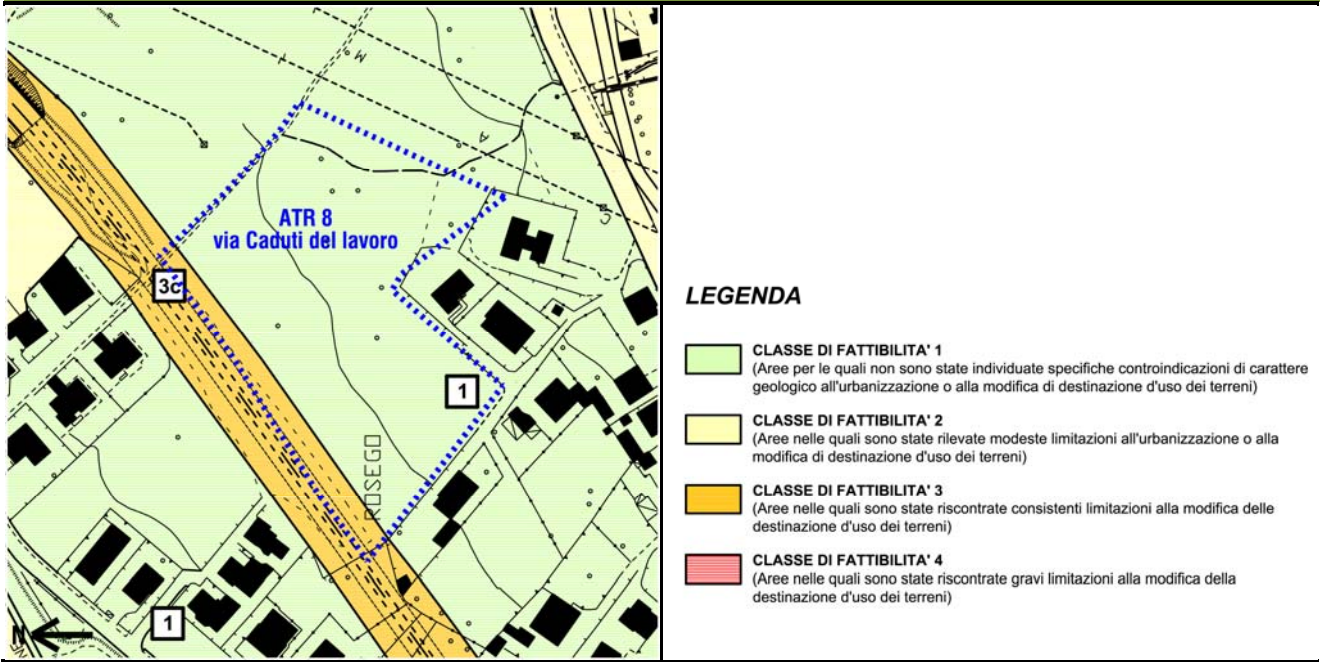 M
T
A
C
ATR 8
via Caduti del lavoro
3c
1
ROSEGO
1
N
LEGENDA
CLASSE DI FATTIBILITA' 1
(Aree per le quali non sono state individuate specifiche controindicazioni di carattere
geologico all'urbanizzazione o alla modifica di destinazione d'uso dei terreni)
CLASSE DI FATTIBILITA' 2
(Aree nelle quali sono state rilevate modeste limitazioni all'urbanizzazione o alla
modifica di destinazione d'uso dei terreni)
CLASSE DI FATTIBILITA' 3
(Aree nelle quali sono state riscontrate consistenti limitazioni alla modifica delle
destinazione d'uso dei terreni)
CLASSE DI FATTIBILITA' 4
(Aree nelle quali sono state riscontrate gravi limitazioni alla modifica della
destinazione d'uso dei terreni)